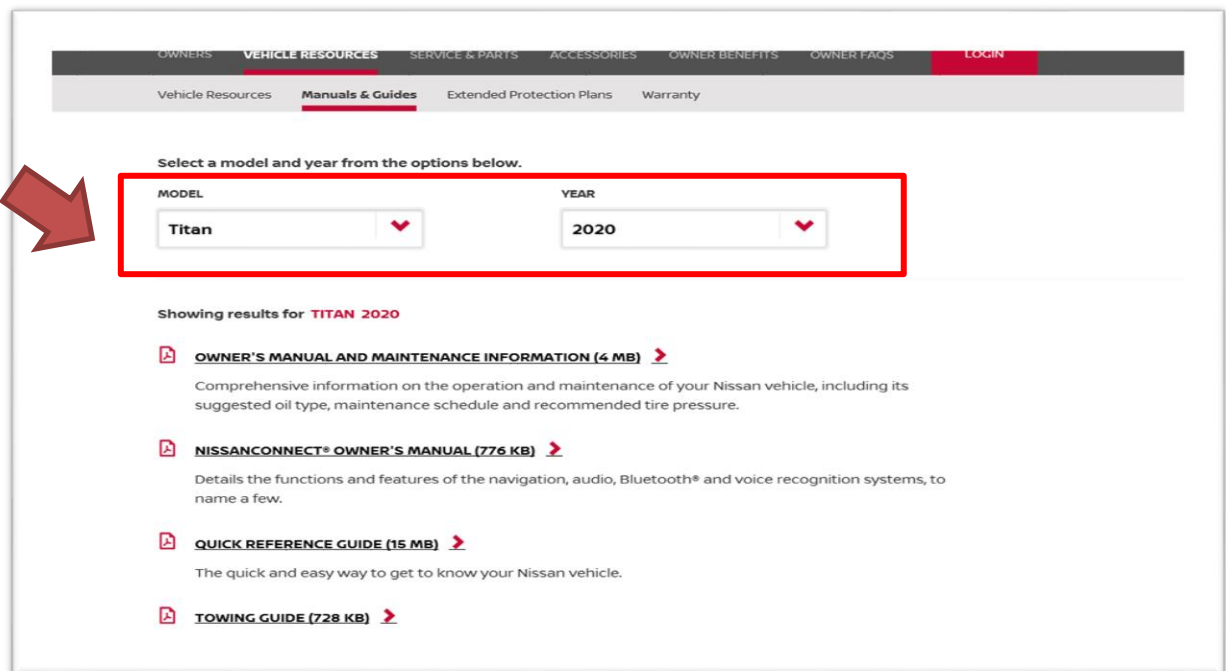 OWNERS VEHICLE RESOURCES SERVICE & PARTS ACCESSORIES OWNER BENEFITS OWNER FAQS LOGIN
Vehicle Resources Manuals & Guides Extended Protection Plans Warranty
Select a model and year from the options below.
MODEL YEAR
Titan 2020
Showing results for TITAN 2020
OWNER'S MANUAL AND MAINTENANCE INFORMATION (4 MB)
Comprehensive information on the operation and maintenance of your Nissan vehicle, including its
suggested oil type, maintenance schedule and recommended tire pressure.
NISSANCONNECT® OWNER'S MANUAL (776 KB)
Details the functions and features of the navigation, audio, Bluetooth® and voice recognition systems, to
name a few.
QUICK REFERENCE GUIDE (15 MB)
The quick and easy way to get to know your Nissan vehicle.
TOWING GUIDE (728 KB)